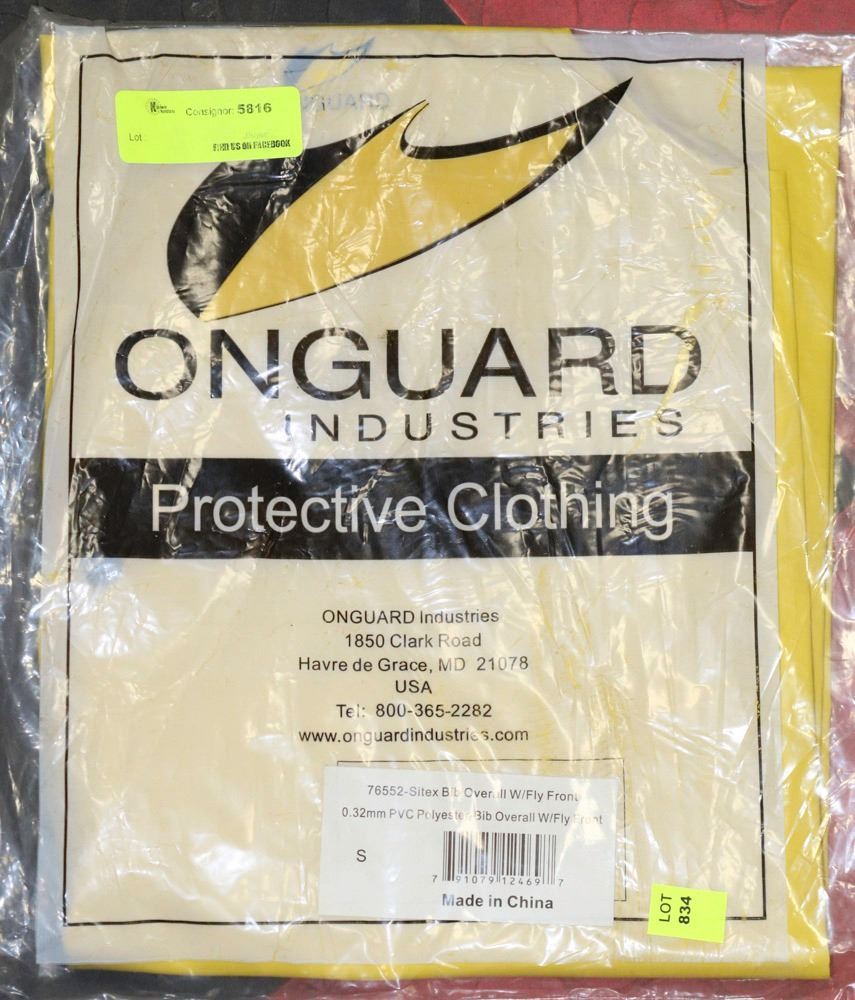 Consignor: 5816
Lot:
FIND US ON FACEBOOK
ONGUARD
INDUSTRIES
Protective Clothing
ONGUARD Industries
1850 Clark Road
Havre de Grace, MD 21078
USA
Tel: 800-365-2282
www.onguardindustries.com
76552-Sitex Bib Overall W/Fly Front
0.32mm PVC Polyester Bib Overall W/Fly Front
S
7 91079 12469 7
Made in China
LOT
834